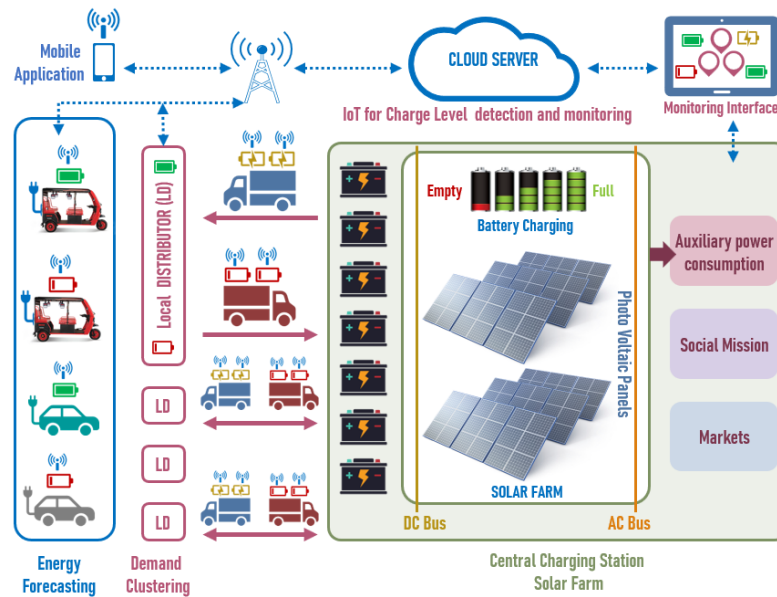 Mobile
Application
CLOUD SERVER
IoT for Charge Level detection and monitoring
Monitoring Interface
Local DISTRIBUTOR (LD)
LD
LD
LD
Empty
Full
Battery Charging
Photo Voltaic Panels
SOLAR FARM
DC Bus
AC Bus
Auxiliary power
consumption
Social Mission
Markets
Energy
Forecasting
Demand
Clustering
Central Charging Station
Solar Farm